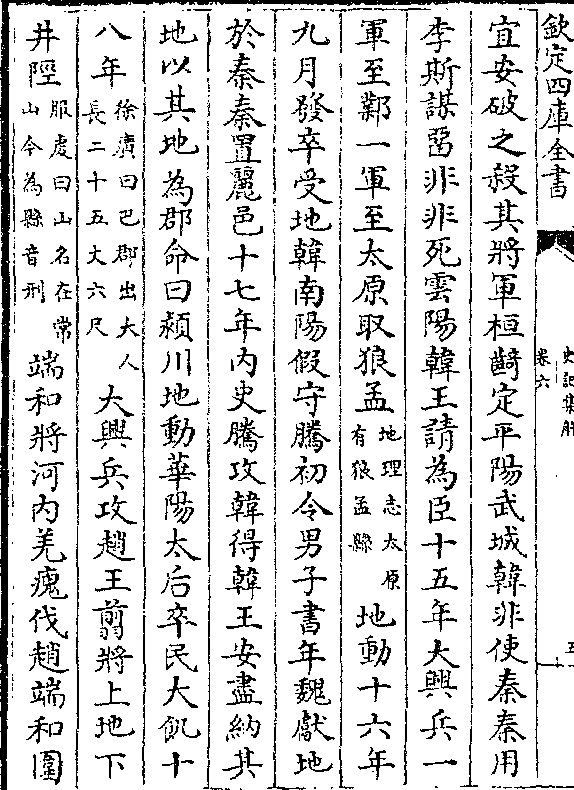 欽定四庫全書
史記集解
卷六
五
宜安破之殺其將軍桓齮定平陽武城韓非使秦秦用
李斯謀留非非死雲陽韓王請為臣十五年大興兵一
軍至鄴一軍至太原取狼孟地理志太原有狼孟縣地動十六年
九月發卒受地韓南陽假守騰初令男子書年魏獻地
於秦秦置麗邑十七年内史騰攻韓得韓王安盡納其
地以其地為郡命曰潁川地動華陽太后卒民大飢十
八年徐廣曰巴郡出大人長二十五丈六尺大興兵攻趙王翦將上地下
井陘服虔曰山名在常山今為縣音刑端和將河内羌瘣伐趙端和圍